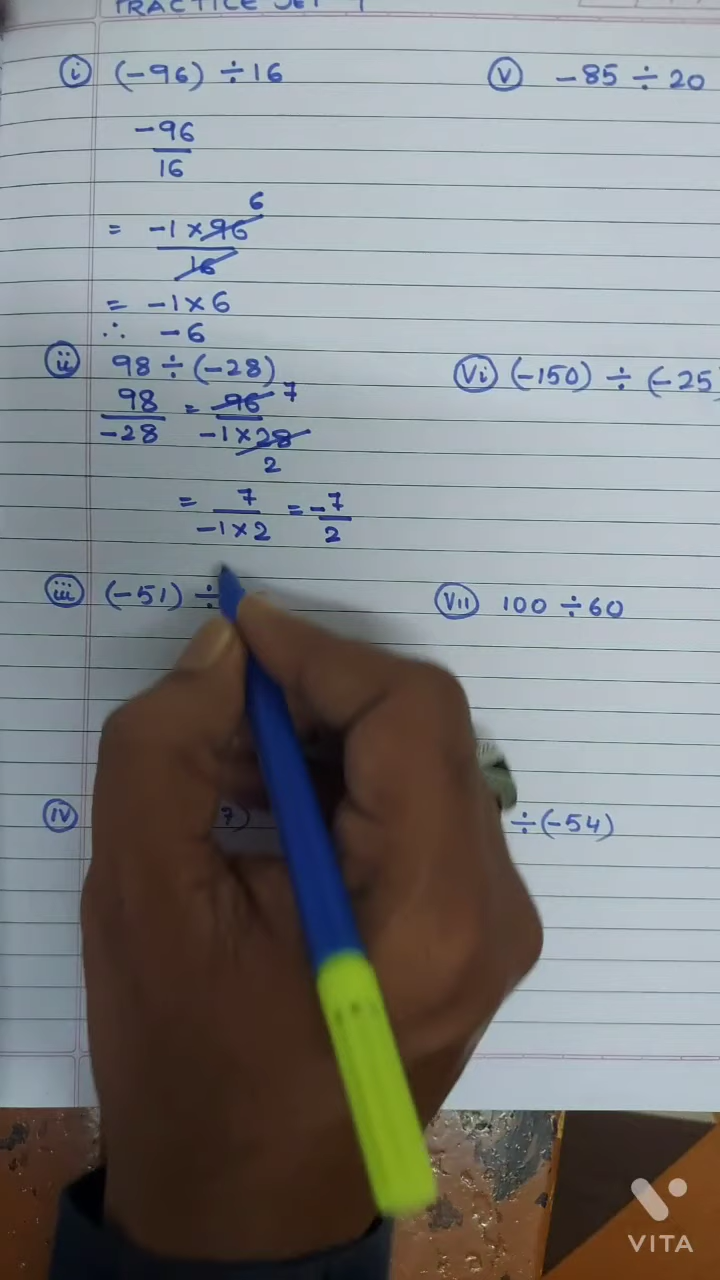 PRACTICE SET
i (-96) ÷ 16
-96
16
= -1 × 96 6
16
= -1 × 6
∴ -6
ii 98 ÷ (-28)
98 = 96 7
-28 -1 × 28
2
= 7 = -7
-1 × 2 2
iii (-51) ÷
iv 7)
v -85 ÷ 20
vi (-150) ÷ (-25
vii 100 ÷ 60
÷ (-54)
VITA